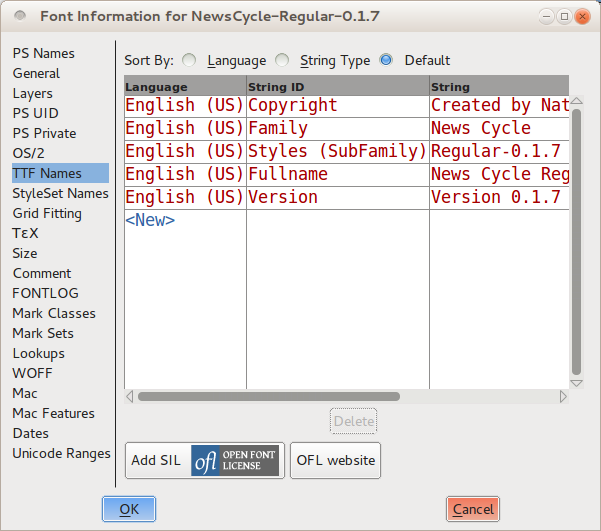 Font Information for NewsCycle-Regular-0.1.7
PS Names
General
Layers
PS UID
PS Private
OS/2
TTF Names
StyleSet Names
Grid Fitting
ΤεΧ
Size
Comment
FONTLOG
Mark Classes
Mark Sets
Lookups
WOFF
Mac
Mac Features
Dates
Unicode Ranges
Sort By: Language String Type Default
Language String ID String
English (US) Copyright Created by Nat
English (US) Family News Cycle
English (US) Styles (SubFamily) Regular-0.1.7
English (US) Fullname News Cycle Reg
English (US) Version Version 0.1.7
<New>
Delete
Add SIL ofl OPEN FONT LICENSE OFL website
OK Cancel